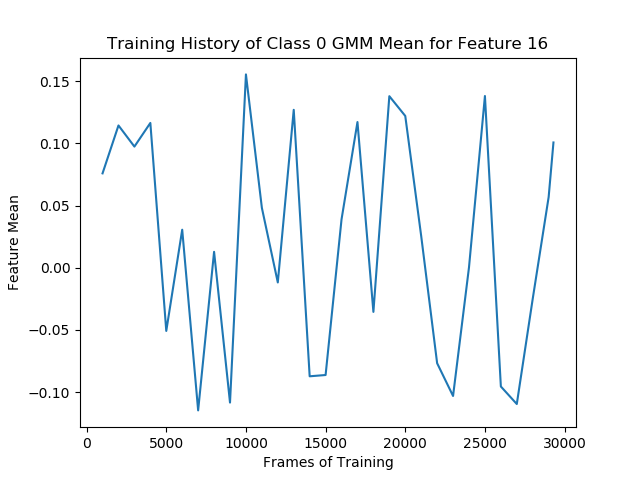 Training History of Class 0 GMM Mean for Feature 16
0.15
0.10
0.05
0.00
−0.05
−0.10
Feature Mean
0 5000 10000 15000 20000 25000 30000
Frames of Training